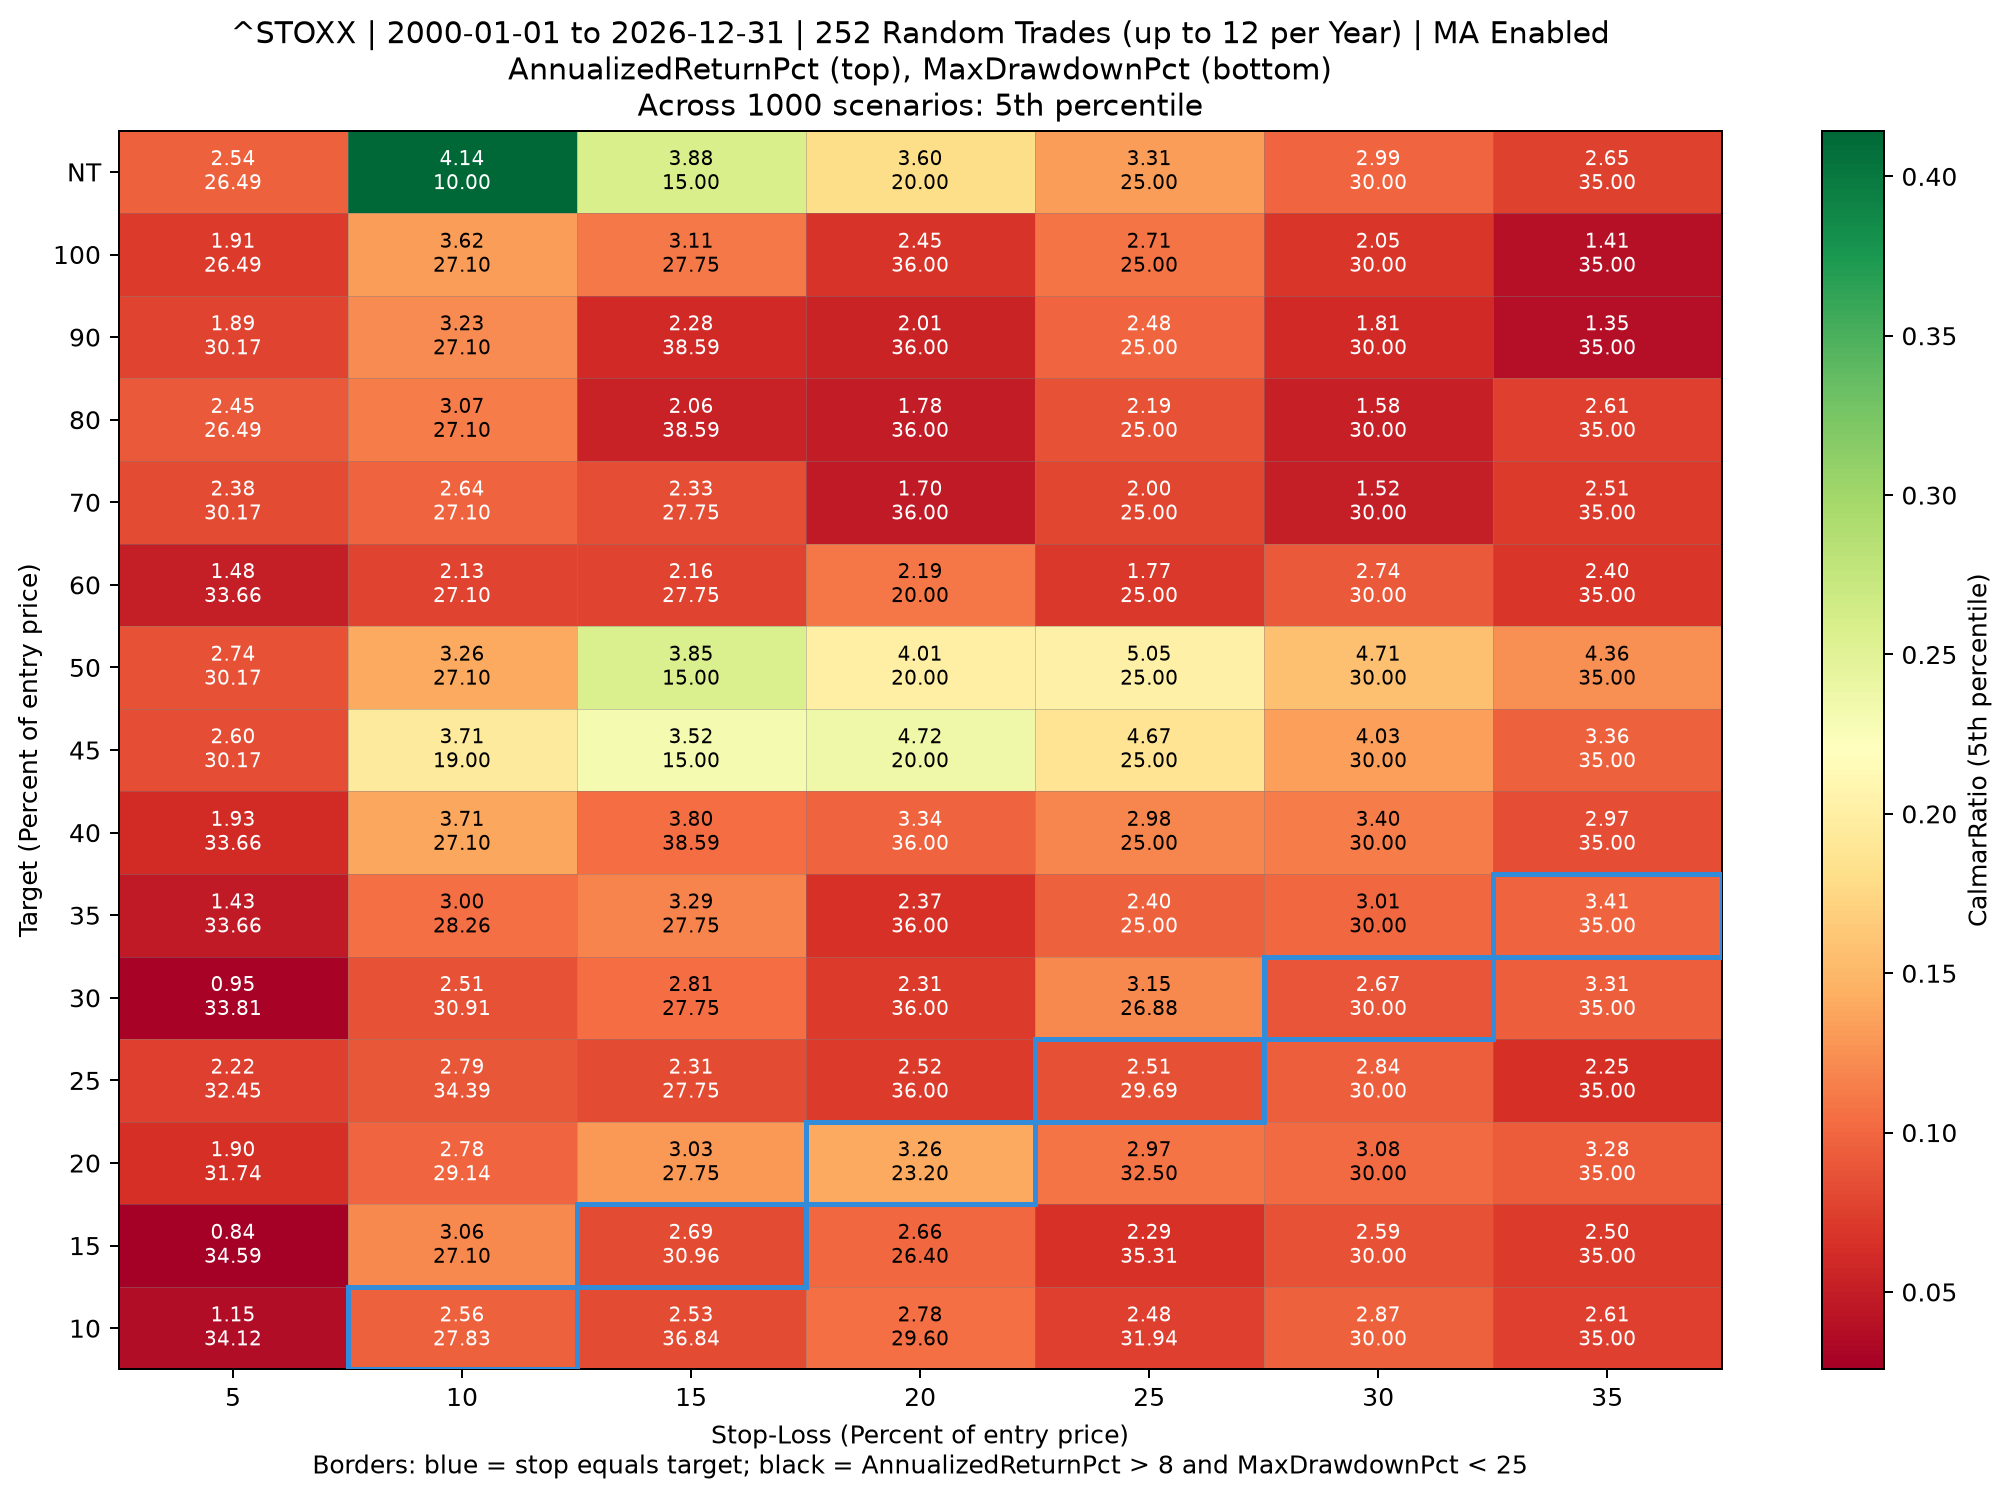 ^STOXX | 2000-01-01 to 2026-12-31 | 252 Random Trades (up to 12 per Year) | MA Enabled
AnnualizedReturnPct (top), MaxDrawdownPct (bottom)
Across 1000 scenarios: 5th percentile
Target (Percent of entry price)
NT
2.54 4.14 3.88 3.60 3.31 2.99 2.65
26.49 10.00 15.00 20.00 25.00 30.00 35.00
100
1.91 3.62 3.11 2.45 2.71 2.05 1.41
26.49 27.10 27.75 36.00 25.00 30.00 35.00
90
1.89 3.23 2.28 2.01 2.48 1.81 1.35
30.17 27.10 38.59 36.00 25.00 30.00 35.00
80
2.45 3.07 2.06 1.78 2.19 1.58 2.61
26.49 27.10 38.59 36.00 25.00 30.00 35.00
70
2.38 2.64 2.33 1.70 2.00 1.52 2.51
30.17 27.10 27.75 36.00 25.00 30.00 35.00
60
1.48 2.13 2.16 2.19 1.77 2.74 2.40
33.66 27.10 27.75 20.00 25.00 30.00 35.00
50
2.74 3.26 3.85 4.01 5.05 4.71 4.36
30.17 27.10 15.00 20.00 25.00 30.00 35.00
45
2.60 3.71 3.52 4.72 4.67 4.03 3.36
30.17 19.00 15.00 20.00 25.00 30.00 35.00
40
1.93 3.71 3.80 3.34 2.98 3.40 2.97
33.66 27.10 38.59 36.00 25.00 30.00 35.00
35
1.43 3.00 3.29 2.37 2.40 3.01 3.41
33.66 28.26 27.75 36.00 25.00 30.00 35.00
30
0.95 2.51 2.81 2.31 3.15 2.67 3.31
33.81 30.91 27.75 36.00 26.88 30.00 35.00
25
2.22 2.79 2.31 2.52 2.51 2.84 2.25
32.45 34.39 27.75 36.00 29.69 30.00 35.00
20
1.90 2.78 3.03 3.26 2.97 3.08 3.28
31.74 29.14 27.75 23.20 32.50 30.00 35.00
15
0.84 3.06 2.69 2.66 2.29 2.59 2.50
34.59 27.10 30.96 26.40 35.31 30.00 35.00
10
1.15 2.56 2.53 2.78 2.48 2.87 2.61
34.12 27.83 36.84 29.60 31.94 30.00 35.00
5 10 15 20 25 30 35
Stop-Loss (Percent of entry price)
Borders: blue = stop equals target; black = AnnualizedReturnPct > 8 and MaxDrawdownPct < 25
0.40
0.35
0.30
0.25
0.20
0.15
0.10
0.05
CalmarRatio (5th percentile)